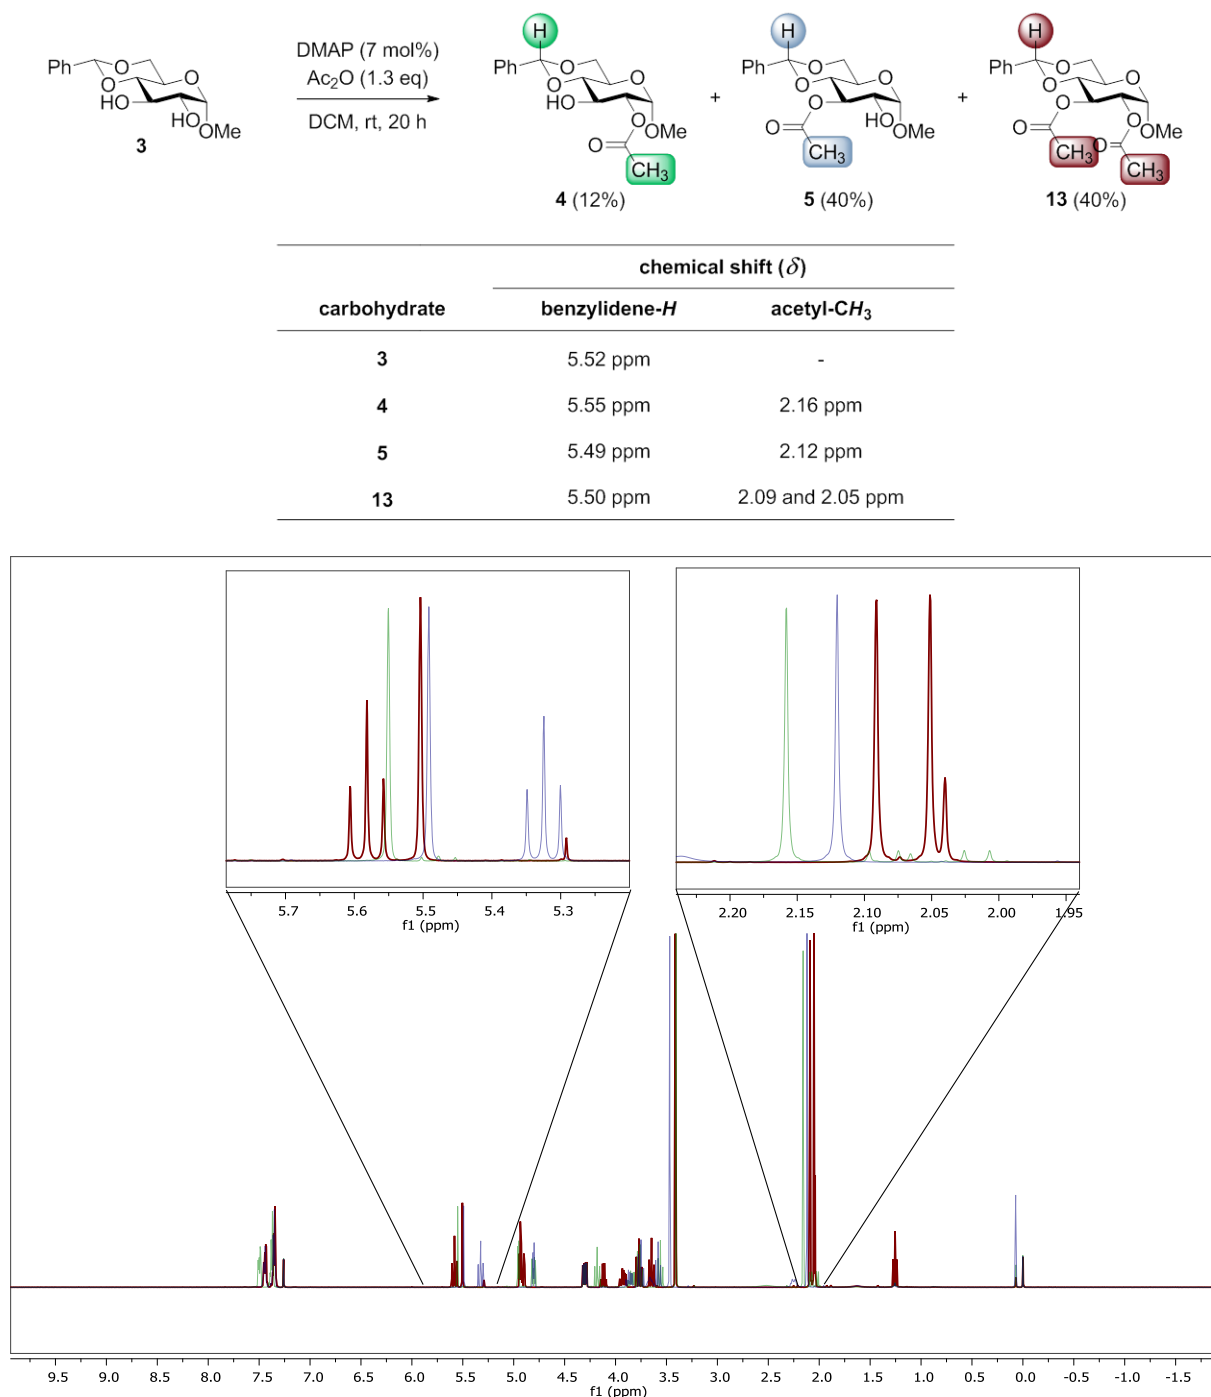 Ph
O
O
O
HO
HO
OMe
3
DMAP (7 mol%)
Ac₂O (1.3 eq)
DCM, rt, 20 h
H
Ph
O
O
O
HO
O
OMe
O
CH₃
4 (12%)
+
H
Ph
O
O
O
O
HO
OMe
O
CH₃
5 (40%)
+
H
Ph
O
O
O
O
O
OMe
O
O
CH₃
CH₃
13 (40%)
chemical shift (δ)
carbohydrate benzylidene-H acetyl-CH₃
3 5.52 ppm -
4 5.55 ppm 2.16 ppm
5 5.49 ppm 2.12 ppm
13 5.50 ppm 2.09 and 2.05 ppm
5.7 5.6 5.5 5.4 5.3
f1 (ppm)
2.20 2.15 2.10 2.05 2.00 1.95
f1 (ppm)
9.5 9.0 8.5 8.0 7.5 7.0 6.5 6.0 5.5 5.0 4.5 4.0 3.5 3.0 2.5 2.0 1.5 1.0 0.5 0.0 -0.5 -1.0 -1.5
f1 (ppm)